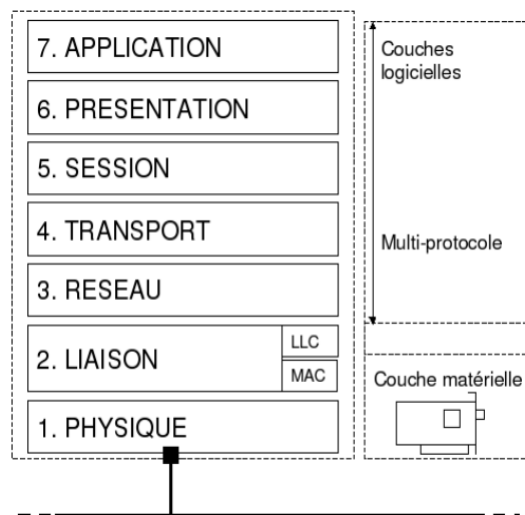 7. APPLICATION
6. PRESENTATION
5. SESSION
4. TRANSPORT
3. RESEAU
2. LIAISON
LLC
MAC
1. PHYSIQUE
Couches
logicielles
Multi-protocole
Couche matérielle